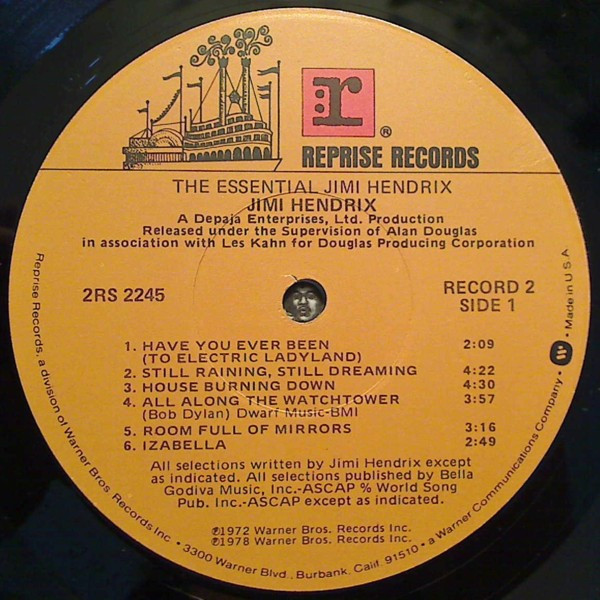 r
®
REPRISE RECORDS
THE ESSENTIAL JIMI HENDRIX
JIMI HENDRIX
A Depaja Enterprises, Ltd. Production
Released under the Supervision of Alan Douglas
in association with Les Kahn for Douglas Producing Corporation
2RS 2245
RECORD 2
SIDE 1
1. HAVE YOU EVER BEEN 2:09
(TO ELECTRIC LADYLAND)
2. STILL RAINING, STILL DREAMING 4:22
3. HOUSE BURNING DOWN 4:30
4. ALL ALONG THE WATCHTOWER 3:57
(Bob Dylan) Dwarf Music-BMI
5. ROOM FULL OF MIRRORS 3:16
6. IZABELLA 2:49
All selections written by Jimi Hendrix except
as indicated. All selections published by Bella
Godiva Music, Inc.-ASCAP % World Song
Pub. Inc.-ASCAP except as indicated.
℗1972 Warner Bros. Records Inc.
℗1978 Warner Bros. Records Inc.
Reprise Records, a division of Warner Bros. Records Inc. • 3300 Warner Blvd., Burbank, Calif. 91510 • a Warner Communications Company • Made in U.S.A.